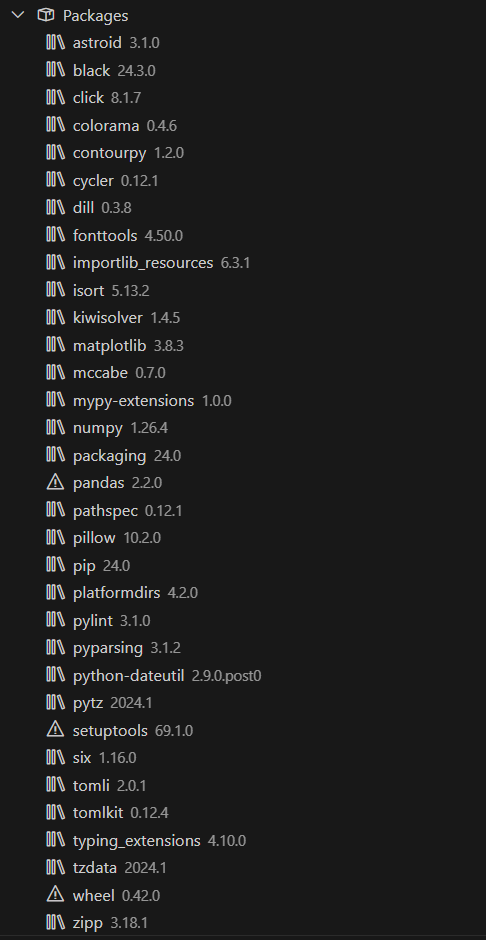 Packages
astroid 3.1.0
black 24.3.0
click 8.1.7
colorama 0.4.6
contourpy 1.2.0
cycler 0.12.1
dill 0.3.8
fonttools 4.50.0
importlib_resources 6.3.1
isort 5.13.2
kiwisolver 1.4.5
matplotlib 3.8.3
mccabe 0.7.0
mypy-extensions 1.0.0
numpy 1.26.4
packaging 24.0
pandas 2.2.0
pathspec 0.12.1
pillow 10.2.0
pip 24.0
platformdirs 4.2.0
pylint 3.1.0
pyparsing 3.1.2
python-dateutil 2.9.0.post0
pytz 2024.1
setuptools 69.1.0
six 1.16.0
tomli 2.0.1
tomlkit 0.12.4
typing_extensions 4.10.0
tzdata 2024.1
wheel 0.42.0
zipp 3.18.1